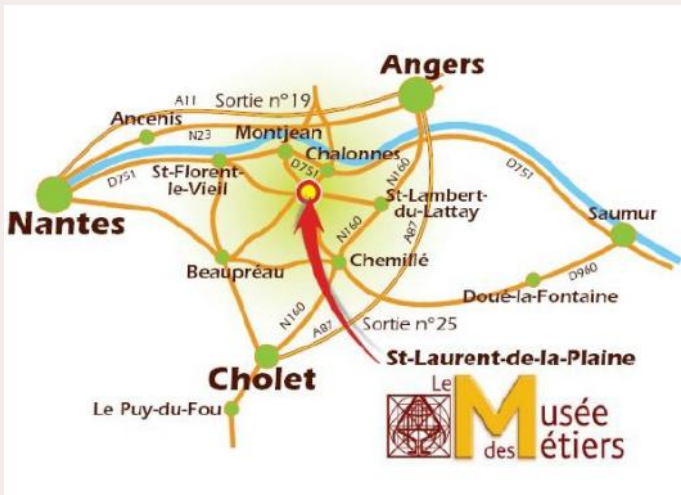 Angers
A11
Sortie n°19
Ancenis
N23
Montjean
D751
Chalonnes
D751
St-Florent-
le-Vieil
N160
D751
Nantes
St-Lambert-
du-Lattay
Saumur
A87
N160
Beaupréau
Chemillé
D960
Doué-la-Fontaine
N160
A87
Sortie n°25
Cholet
St-Laurent-de-la-Plaine
Le Puy-du-Fou
Le Musée
des Métiers